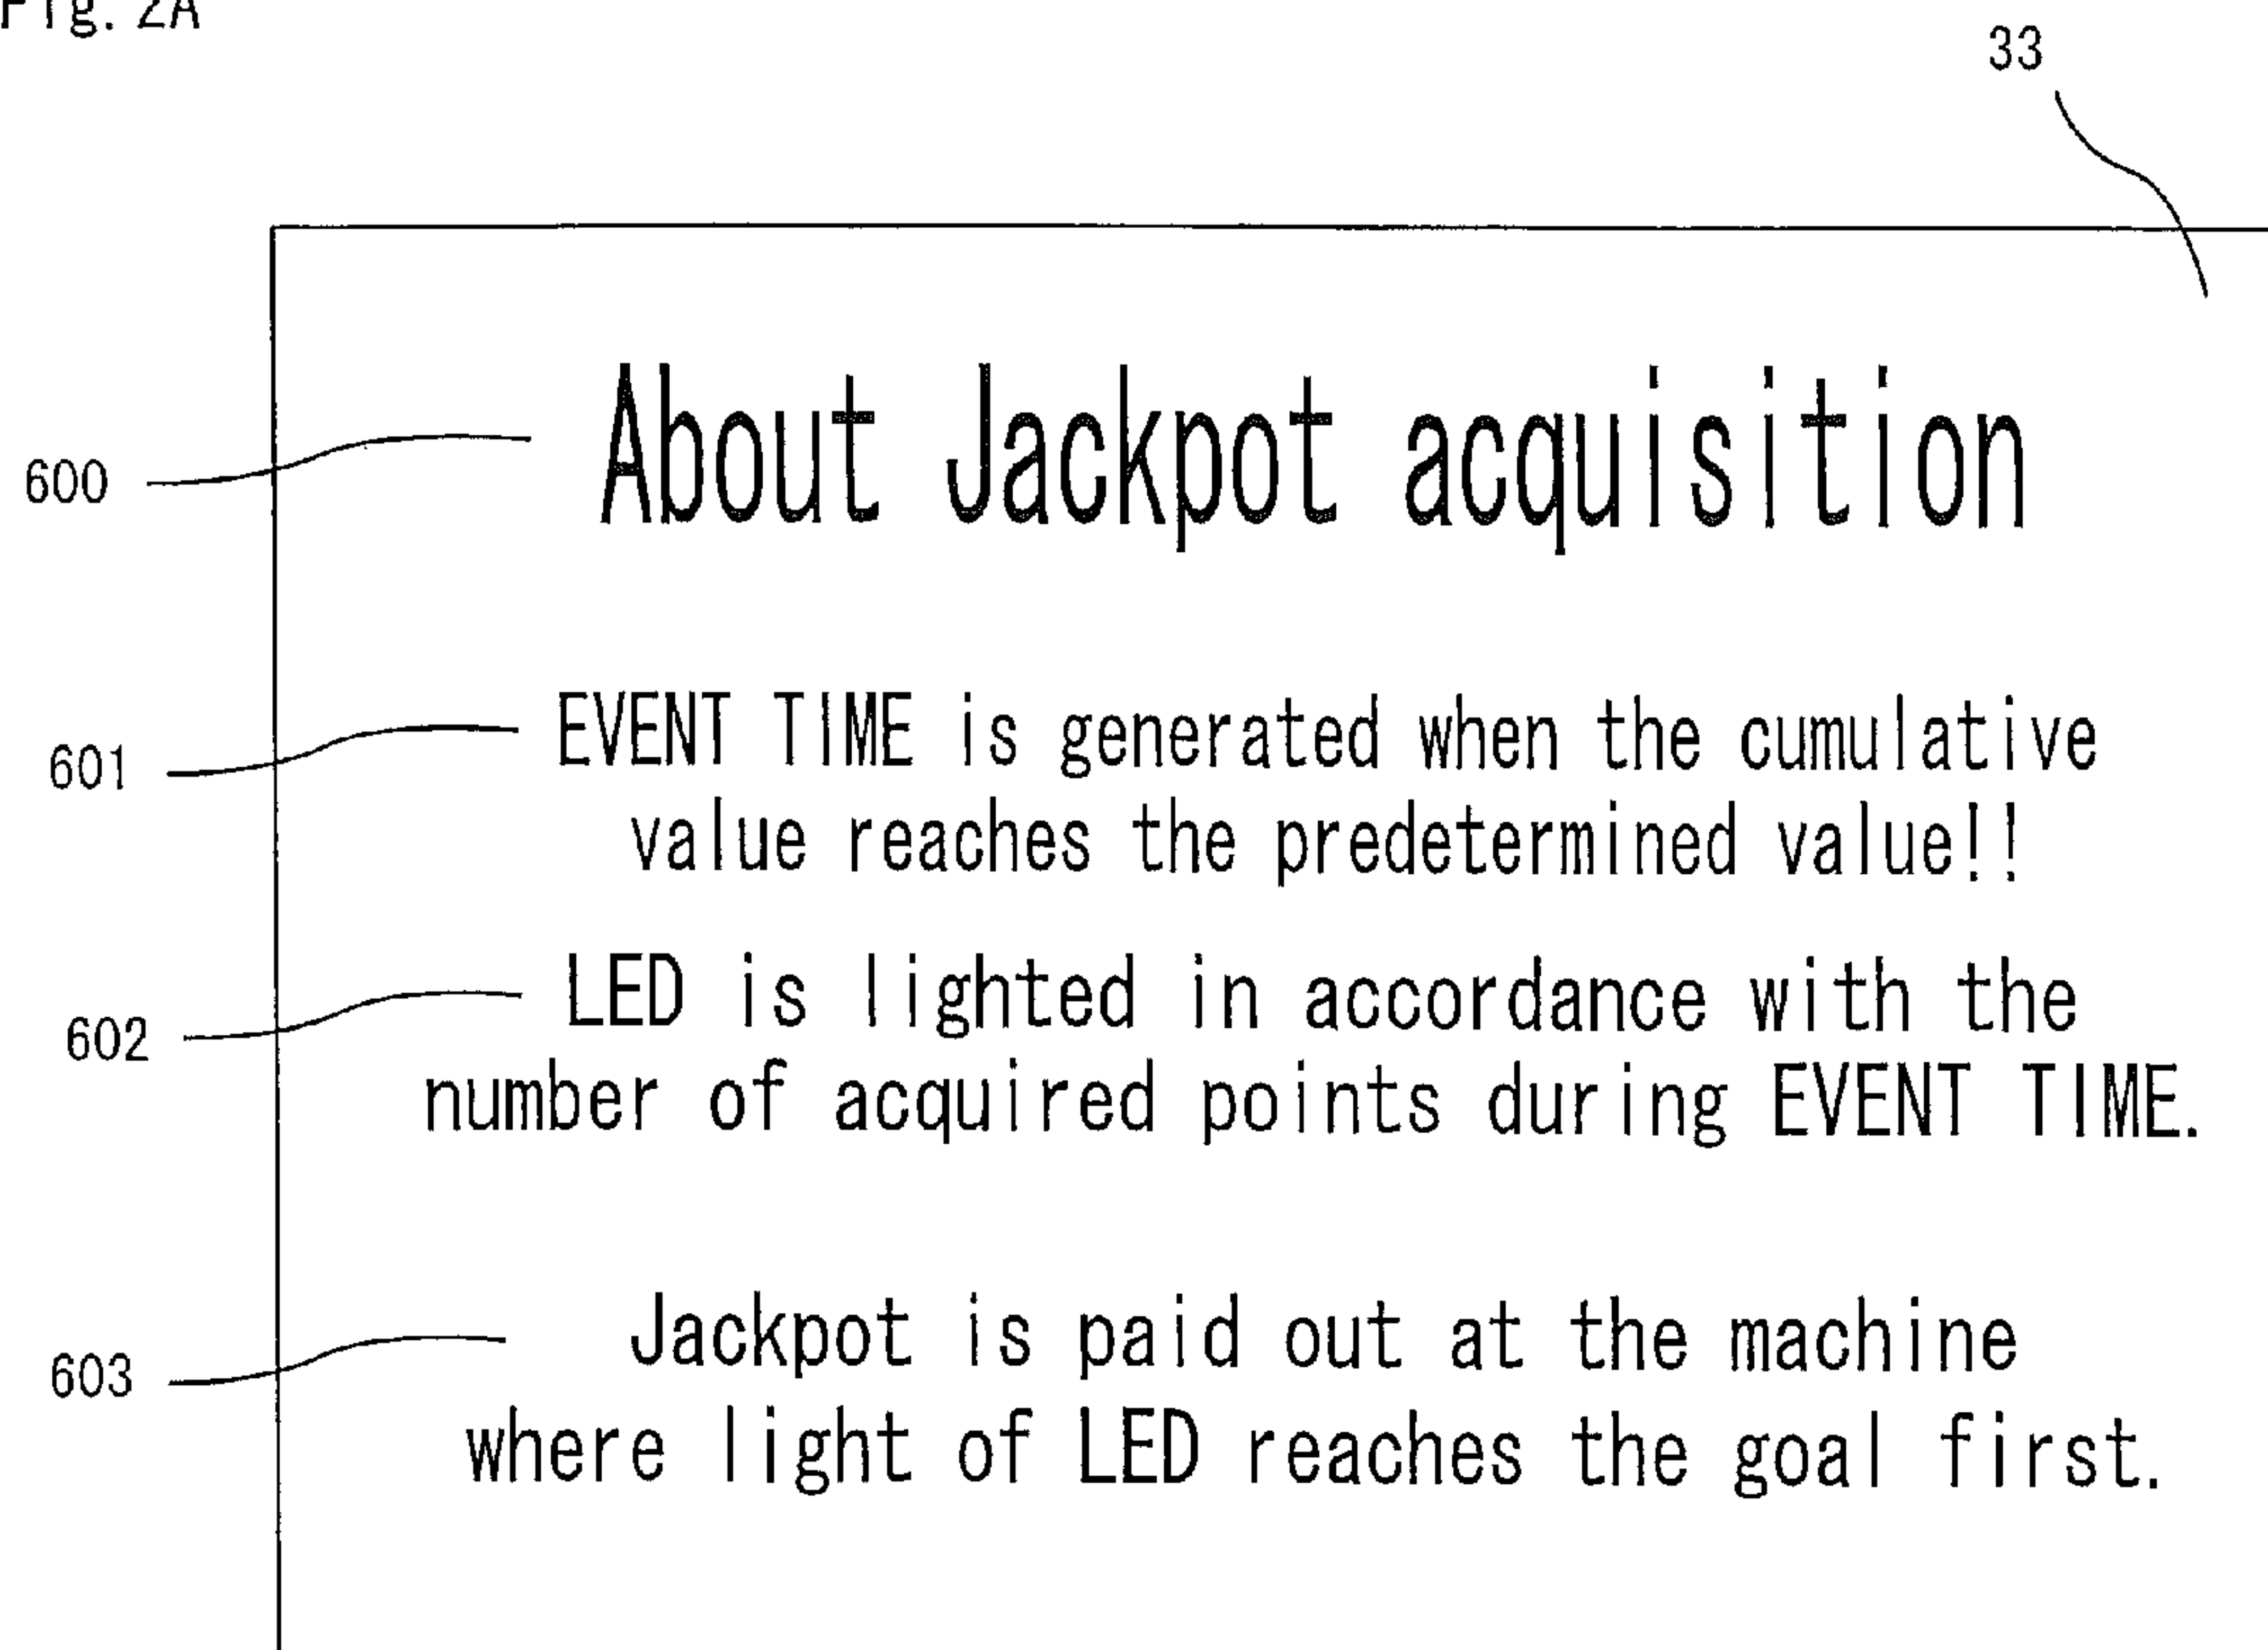 Fig. 2A
33
600
About Jackpot acquisition
601
EVENT TIME is generated when the cumulative
value reaches the predetermined value!!
602
LED is lighted in accordance with the
number of acquired points during EVENT TIME.
603
Jackpot is paid out at the machine
where light of LED reaches the goal first.